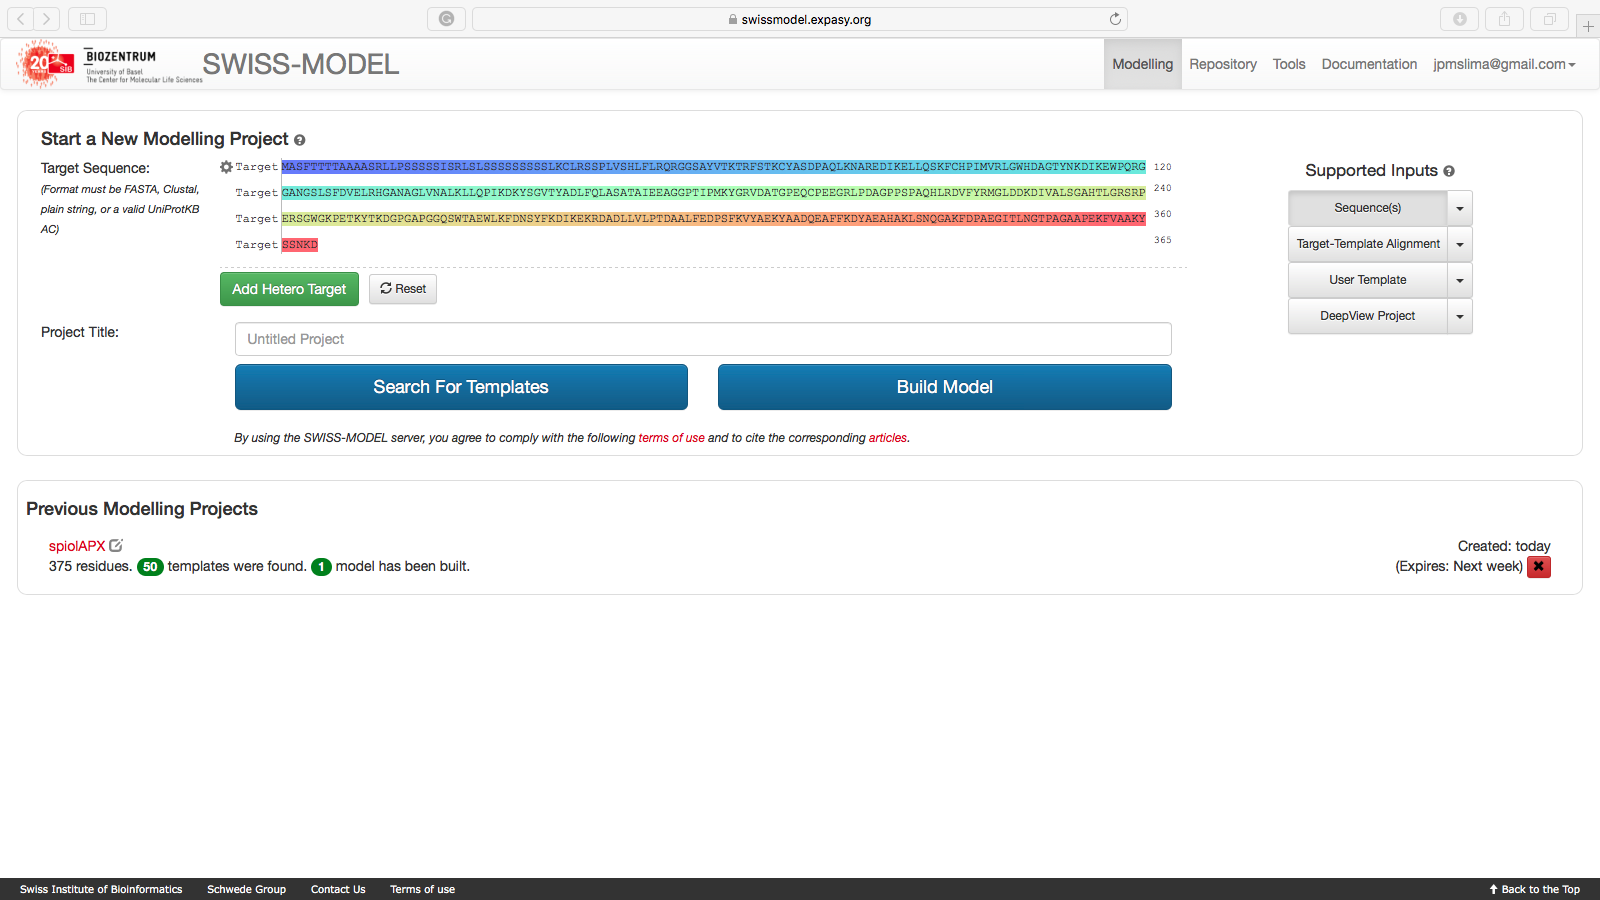 swissmodel.expasy.org
20
SIB
BIOZENTRUM
University of Basel
The Center for Molecular Life Sciences
SWISS-MODEL
Modelling
Repository
Tools
Documentation
jpmslima@gmail.com
Start a New Modelling Project
Target Sequence:
(Format must be FASTA, Clustal,
plain string, or a valid UniProtKB
AC)
Target MASFTTTTAAAASRLLPSSSSSISRLSLSSSSSSSSSLKCLRSSPLVSHLFLRQRGGSAYVTKTRFSTKCYASDPAQLKNAREDIKELLQSKFCHPIMVRLGWHDAGTYNKDIKEWPQRG 120
Target GANGSLSFDVELRHGANAGLVNALKLLQPIKDKYSGVTYADLFQLASATAIEEAGGPTIPMKYGRVDATGPEQCPEEGRLPDAGPPSPAQHLRDVFYRMGLDDKDIVALSGAHTLGRSRP 240
Target ERSGWGKPETKYTKDGPGAPGGQSWTAEWLKFDNSYFKDIKEKRDADLLVLPTDAALFEDPSFKVYAEKYAADQEAFFKDYAEAHAKLSNQGAKFDPAEGITLNGTPAGAAPEKFVAAKY 360
Target SSNKD 365
Add Hetero Target
Reset
Project Title:
Untitled Project
Search For Templates
Build Model
By using the SWISS-MODEL server, you agree to comply with the following terms of use and to cite the corresponding articles.
Supported Inputs
Sequence(s)
Target-Template Alignment
User Template
DeepView Project
Previous Modelling Projects
spiolAPX
Created: today
375 residues. 50 templates were found. 1 model has been built.
(Expires: Next week)
Swiss Institute of Bioinformatics
Schwede Group
Contact Us
Terms of use
Back to the Top